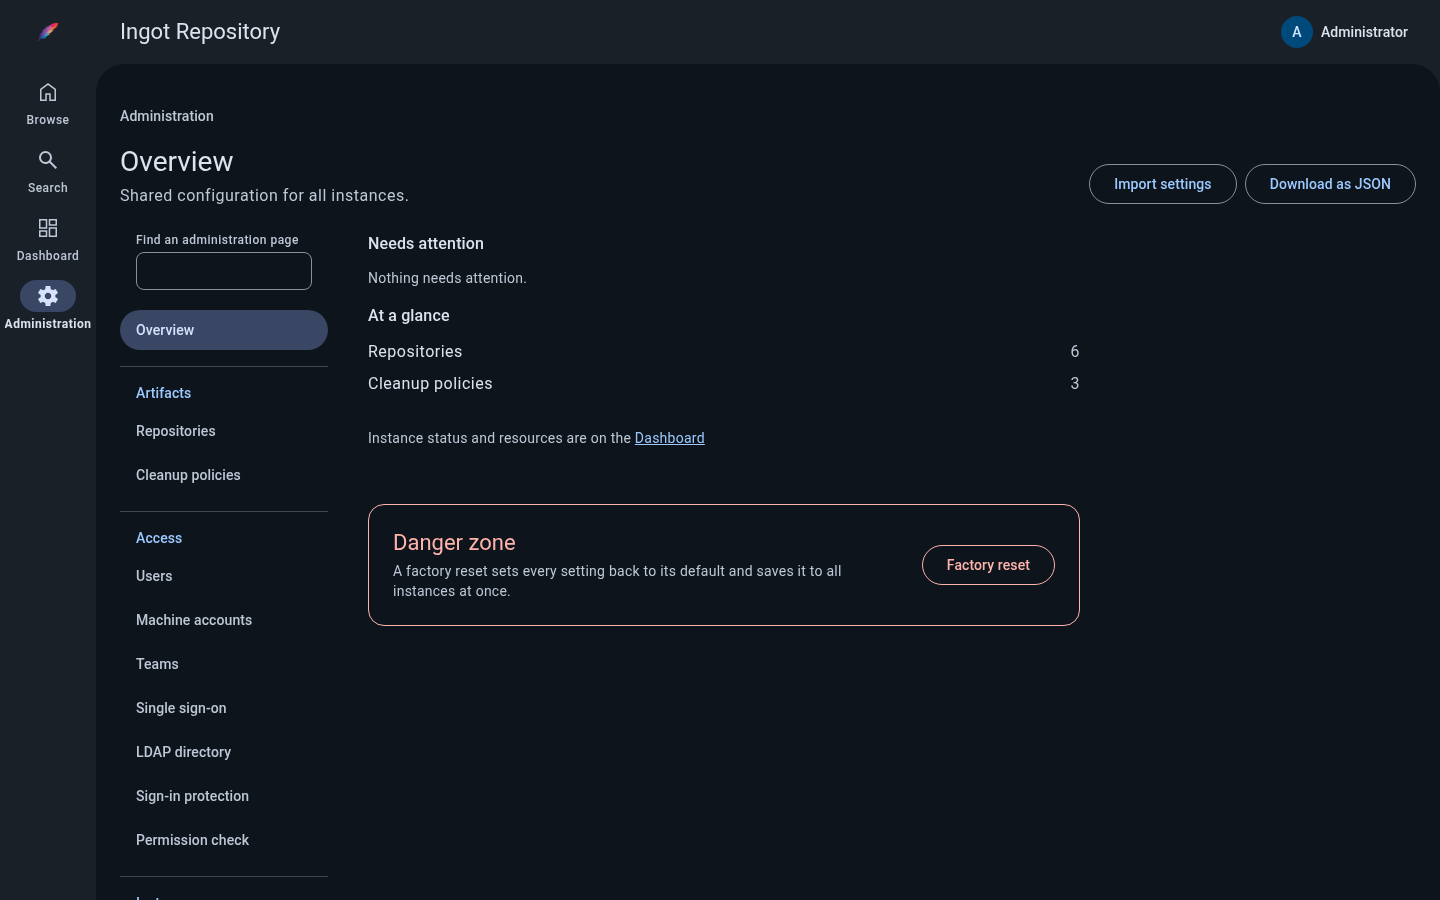 Ingot Repository
A
Administrator
Browse
Search
Dashboard
Administration
Administration
Overview
Shared configuration for all instances.
Import settings
Download as JSON
Find an administration page
Overview
Artifacts
Repositories
Cleanup policies
Access
Users
Machine accounts
Teams
Single sign-on
LDAP directory
Sign-in protection
Permission check
Needs attention
Nothing needs attention.
At a glance
Repositories 6
Cleanup policies 3
Instance status and resources are on the Dashboard
Danger zone
A factory reset sets every setting back to its default and saves it to all
instances at once.
Factory reset